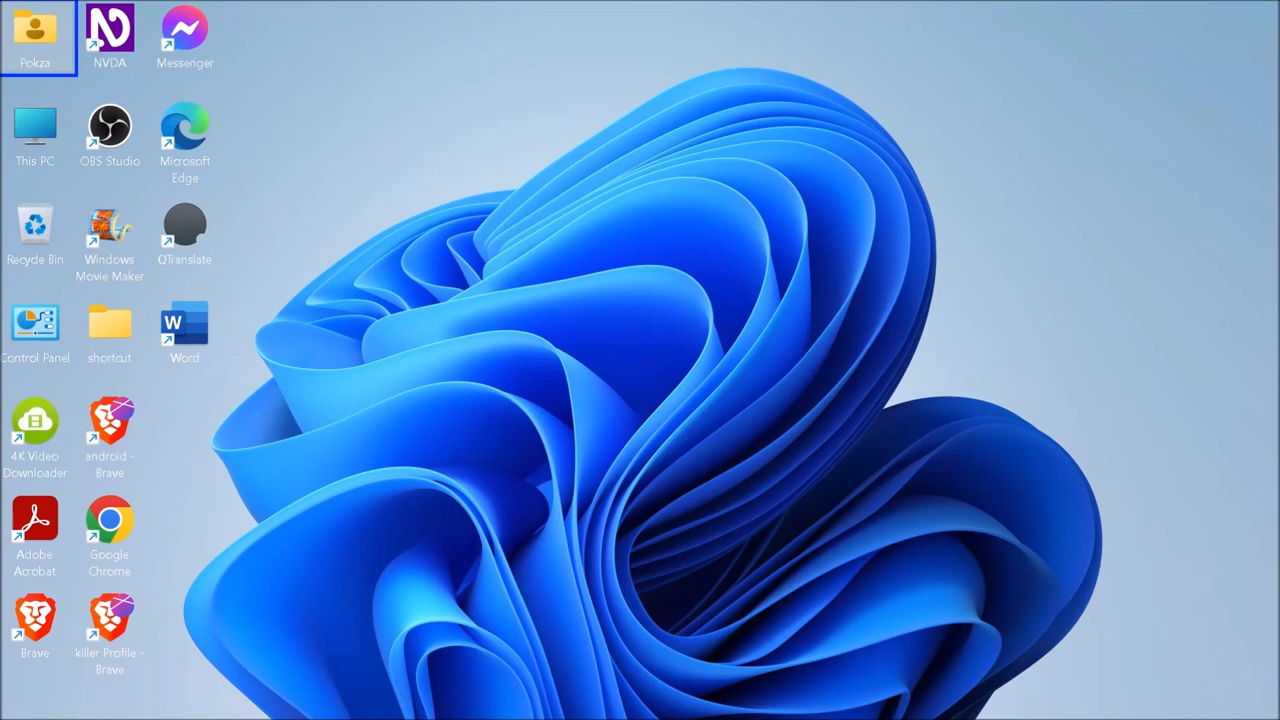 Pokza
NVDA
Messenger
This PC
OBS Studio
Microsoft
Edge
Recycle Bin
Windows
Movie Maker
QTranslate
Control Panel
shortcut
W
Word
4K Video
Downloader
android -
Brave
Adobe
Acrobat
Google
Chrome
Brave
killer Profile -
Brave